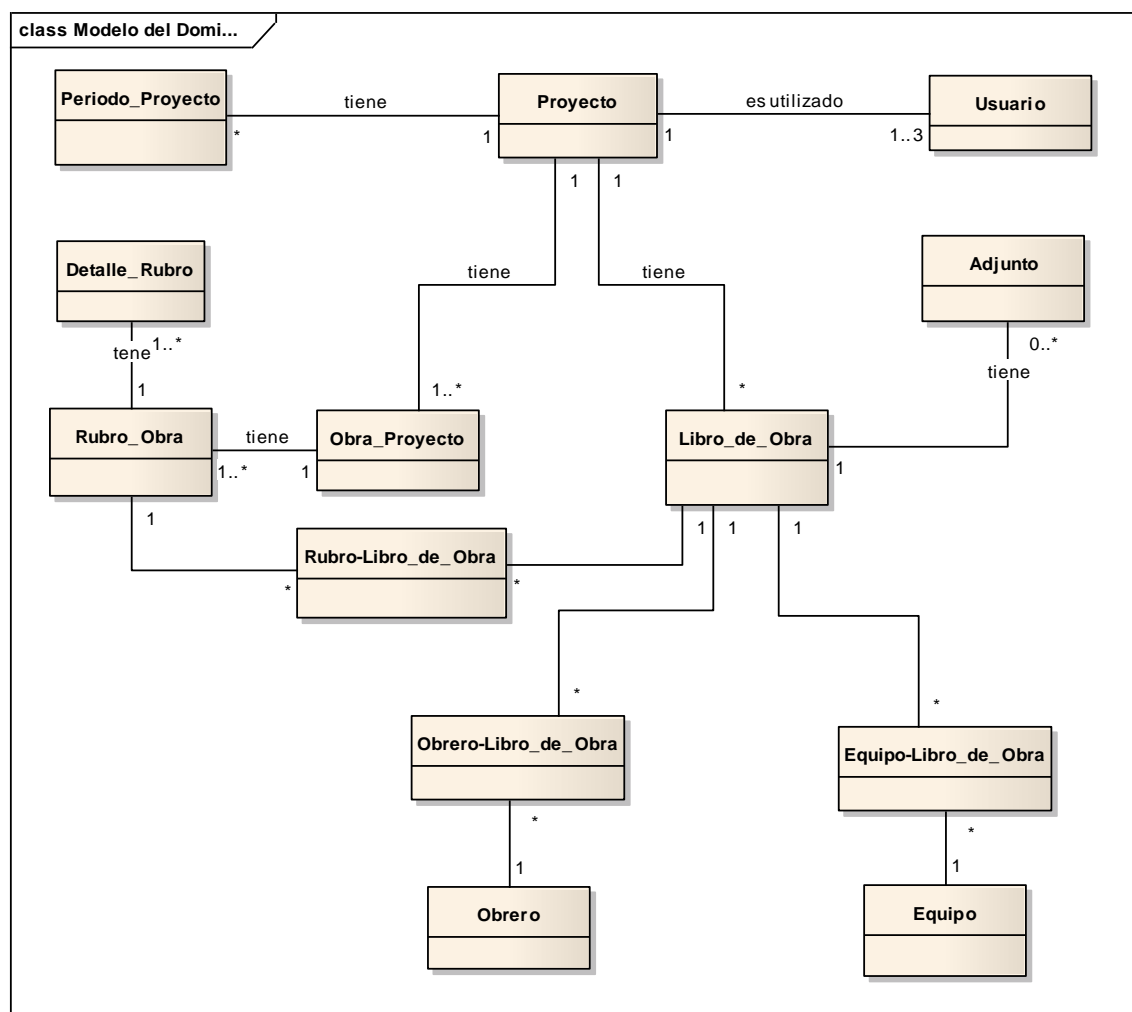 class Modelo del Domi...
Periodo_Proyecto
tiene
Proyecto
es utilizado
Usuario
*
1
1
1..3
1
1
Detalle_Rubro
tiene
tiene
Adjunto
1..*
tene
0..*
tiene
1
1..*
*
Rubro_Obra
tiene
Obra_Proyecto
Libro_de_Obra
1..*
1
1
1
1
1
1
Rubro-Libro_de_Obra
*
*
*
*
Obrero-Libro_de_Obra
Equipo-Libro_de_Obra
*
*
1
1
Obrero
Equipo